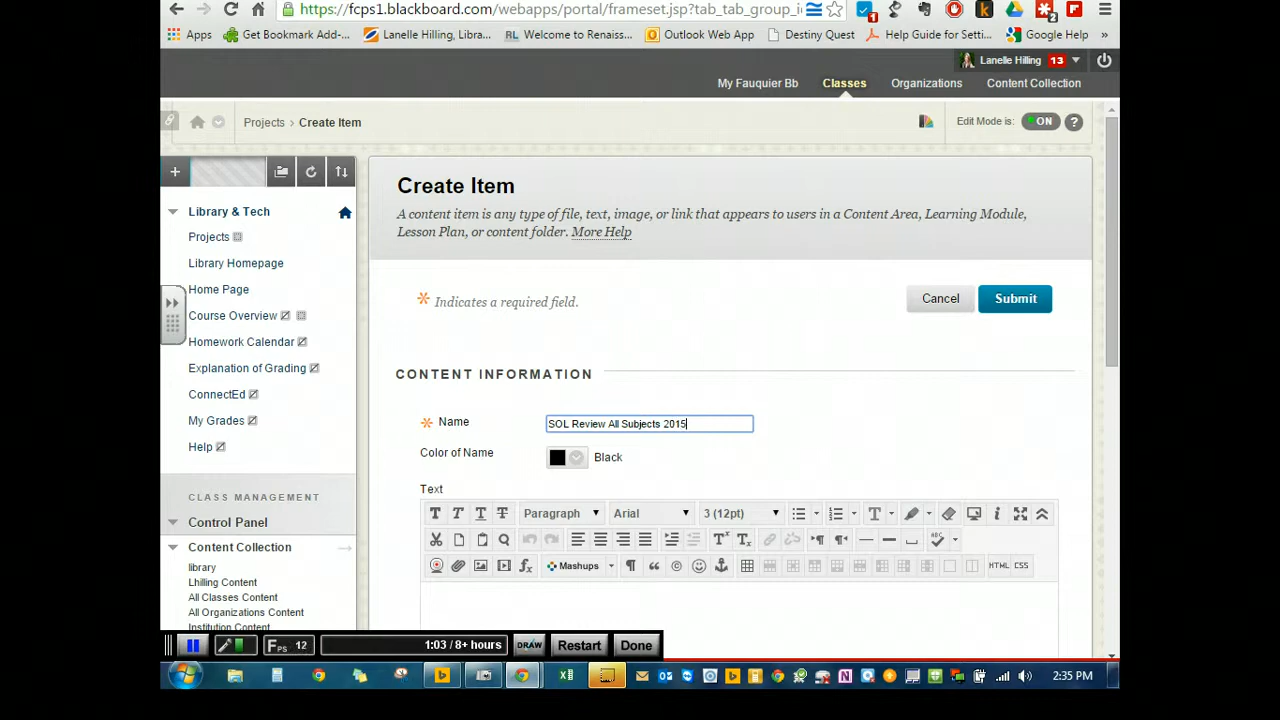 https://fcps1.blackboard.com/webapps/portal/frameset.jsp?tab_tab_group_i
1
2
Apps
Get Bookmark Add-...
Lanelle Hilling, Libra...
RL Welcome to Renaiss...
Outlook Web App
Destiny Quest
Help Guide for Setti...
Google Help
»
Lanelle Hilling 13
My Fauquier Bb
Classes
Organizations
Content Collection
Projects > Create Item
Edit Mode is: ON ?
Create Item
A content item is any type of file, text, image, or link that appears to users in a Content Area, Learning Module,
Lesson Plan, or content folder. More Help
Library & Tech
Projects
Library Homepage
Home Page
Course Overview
Homework Calendar
Explanation of Grading
ConnectEd
My Grades
Help
CLASS MANAGEMENT
Control Panel
Content Collection
library
Lhilling Content
All Classes Content
All Organizations Content
Institution Content
Indicates a required field.
Cancel
Submit
CONTENT INFORMATION
Name
SOL Review All Subjects 2015
Color of Name
Black
Text
T T T T Paragraph Arial 3 (12pt)
Mashups
HTML CSS
FPS 12
1:03 / 8+ hours
DRAW
Restart
Done
2:35 PM